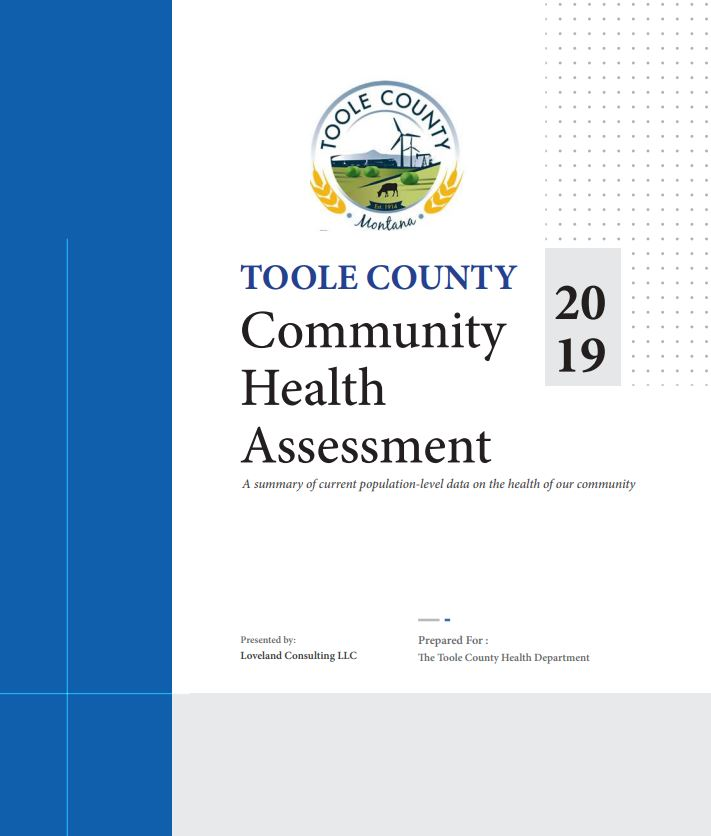 TOOLE COUNTY
Est. 1914
Montana
TOOLE COUNTY
Community
Health
Assessment
20
19
A summary of current population-level data on the health of our community
Presented by:
Loveland Consulting LLC
Prepared For :
The Toole County Health Department